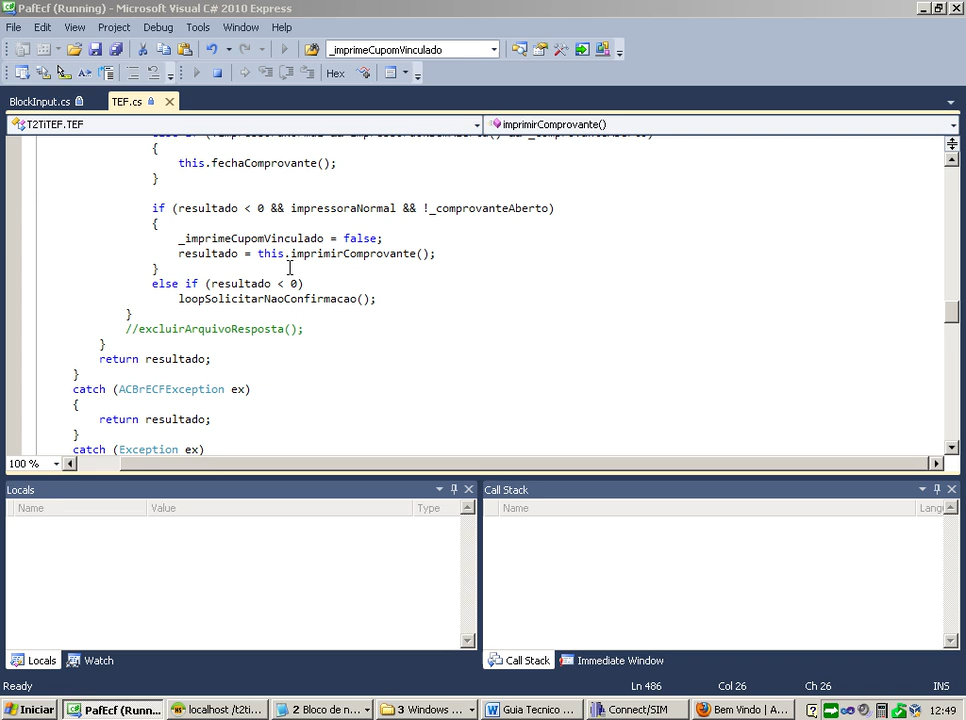 PafEcf (Running) - Microsoft Visual C# 2010 Express
File Edit View Project Debug Tools Window Help
_imprimeCupomVinculado
Hex
BlockInput.cs TEF.cs
T2TiTEF.TEF imprimirComprovante()
{
this.fechaComprovante();
}
if (resultado < 0 && impressoraNormal && !_comprovanteAberto)
{
_imprimeCupomVinculado = false;
resultado = this.imprimirComprovante();
}
else if (resultado < 0)
loopSolicitarNaoConfirmacao();
}
//excluirArquivoResposta();
}
return resultado;
}
catch (ACBrECFException ex)
{
return resultado;
}
catch (Exception ex)
100 %
Locals Call Stack
Name Value Type Name Lang
Locals Watch Call Stack Immediate Window
Ready Ln 486 Col 26 Ch 26 INS
Iniciar PafEcf (Runn... localhost /t2ti... 2 Bloco de n... 3 Windows ... Guia Tecnico ... Connect/SIM Bem Vindo | A... 12:49